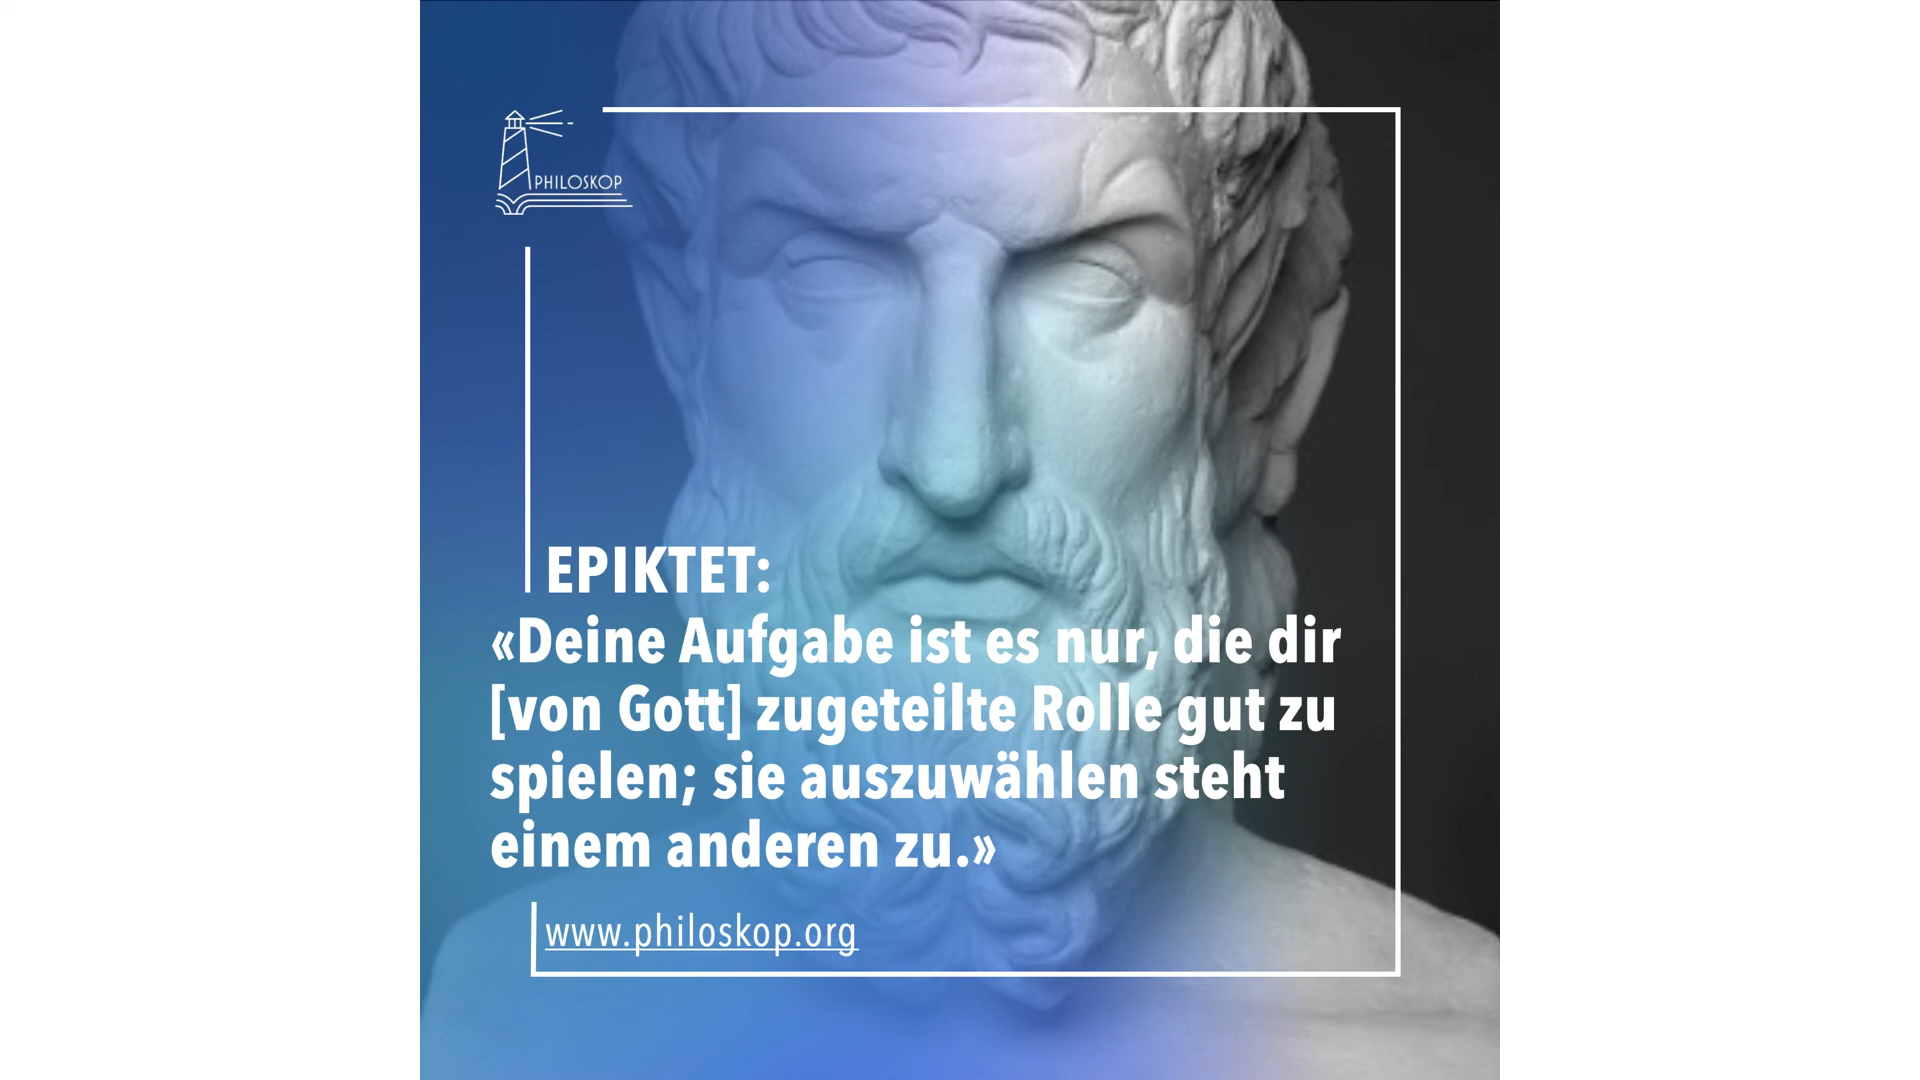 PHILOSKOP
EPIKTET:
«Deine Aufgabe ist es nur, die dir
[von Gott] zugeteilte Rolle gut zu
spielen; sie auszuwählen steht
einem anderen zu.»
www.philoskop.org